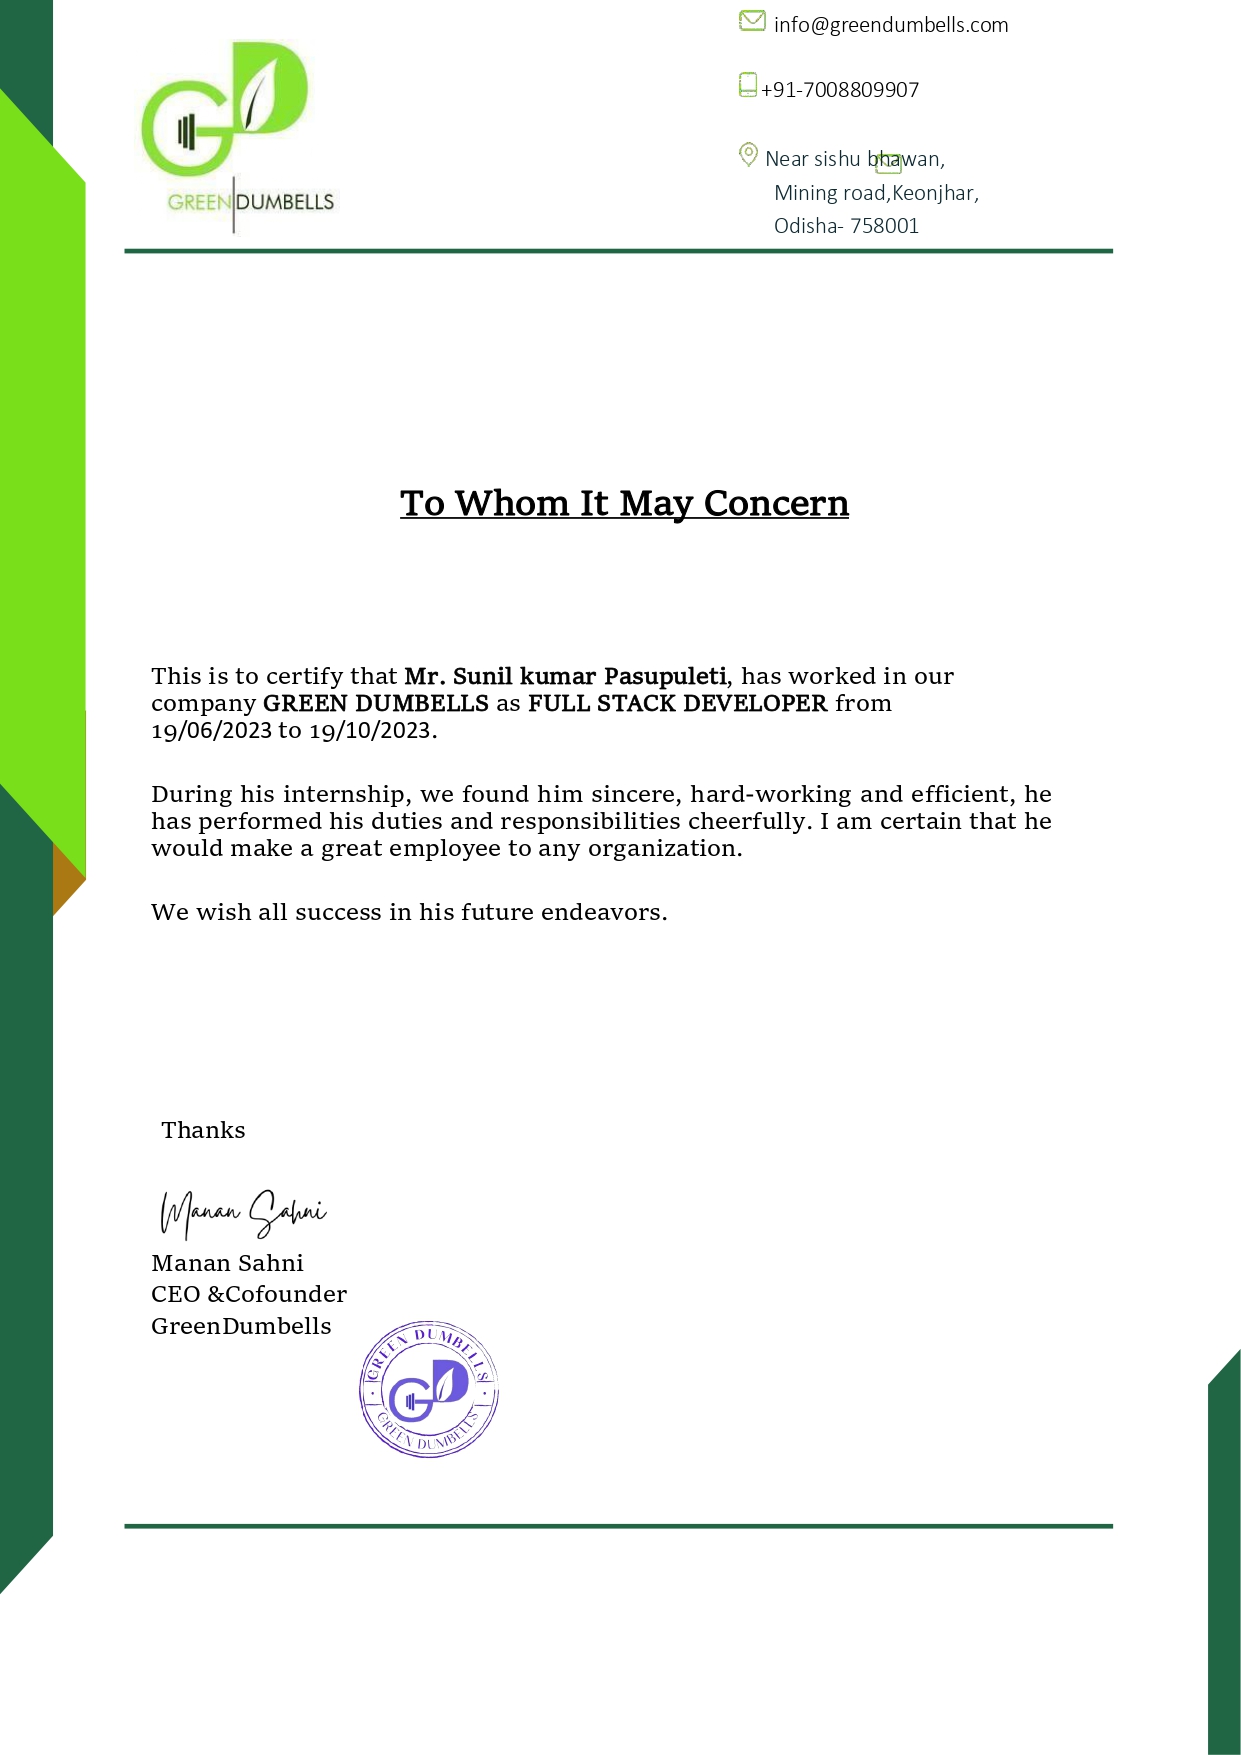 info@greendumbells.com
+91-7008809907
Near sishu bhawan,
Mining road,Keonjhar,
Odisha- 758001
GREEN|DUMBELLS
To Whom It May Concern
This is to certify that Mr. Sunil kumar Pasupuleti, has worked in our
company GREEN DUMBELLS as FULL STACK DEVELOPER from
19/06/2023 to 19/10/2023.
During his internship, we found him sincere, hard-working and efficient, he
has performed his duties and responsibilities cheerfully. I am certain that he
would make a great employee to any organization.
We wish all success in his future endeavors.
Thanks
Manan Sahni
Manan Sahni
CEO &Cofounder
GreenDumbells
GREEN DUMBELLS
GREEN DUMBELLS